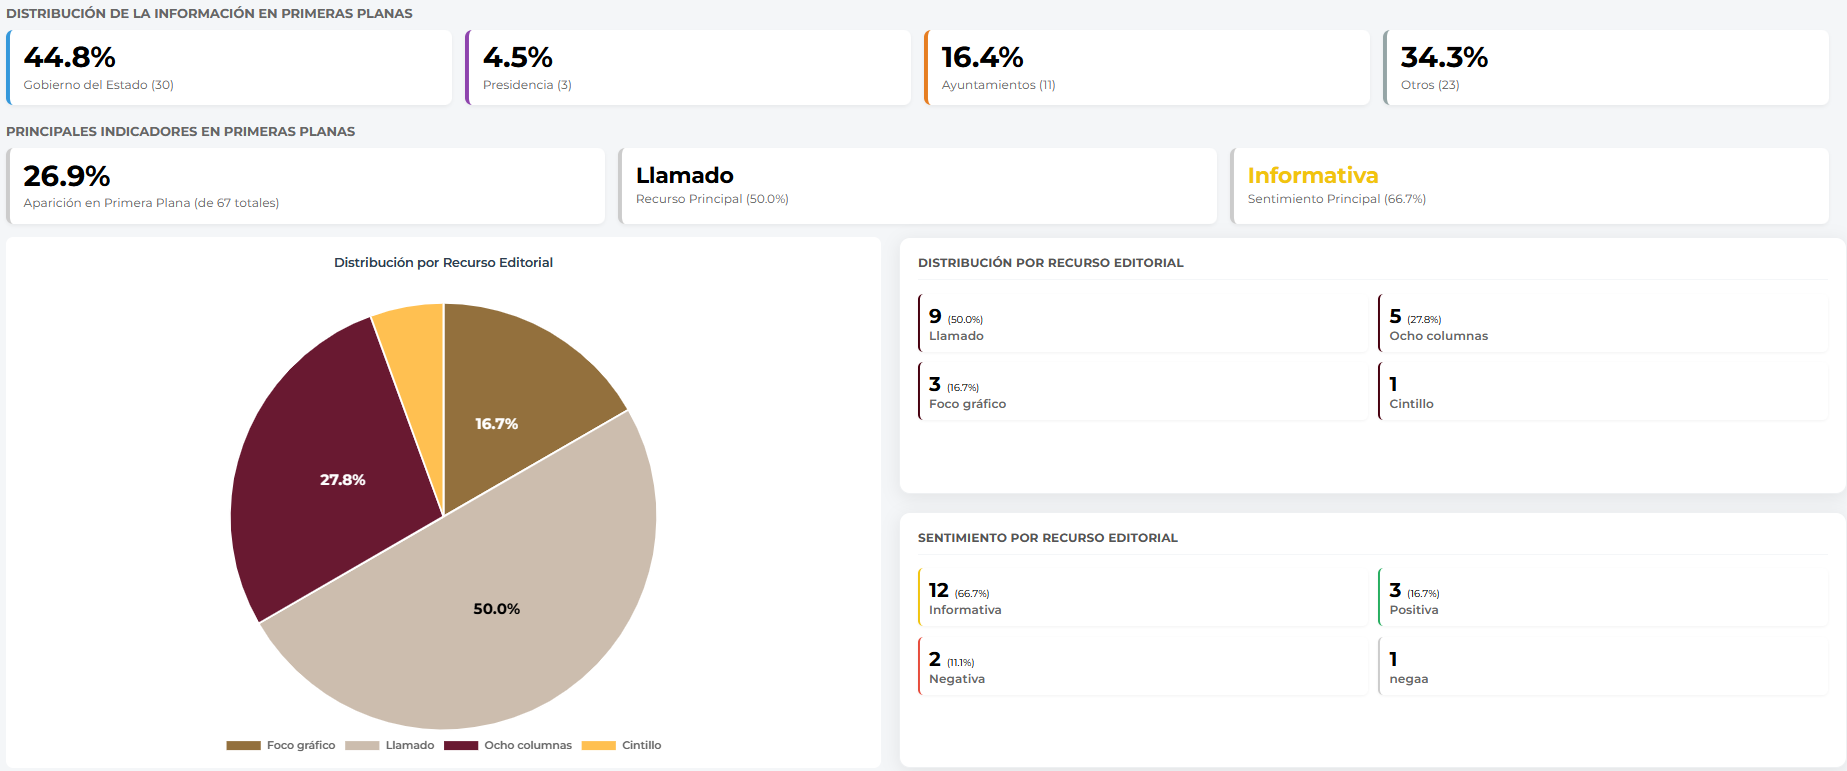 DISTRIBUCIÓN DE LA INFORMACIÓN EN PRIMERAS PLANAS
44.8%
Gobierno del Estado (30)
4.5%
Presidencia (3)
16.4%
Ayuntamientos (11)
34.3%
Otros (23)
PRINCIPALES INDICADORES EN PRIMERAS PLANAS
26.9%
Aparición en Primera Plana (de 67 totales)
Llamado
Recurso Principal (50.0%)
Informativa
Sentimiento Principal (66.7%)
Distribución por Recurso Editorial
16.7%
27.8%
50.0%
Foco gráfico
Llamado
Ocho columnas
Cintillo
DISTRIBUCIÓN POR RECURSO EDITORIAL
9 (50.0%)
Llamado
5 (27.8%)
Ocho columnas
3 (16.7%)
Foco gráfico
1
Cintillo
SENTIMIENTO POR RECURSO EDITORIAL
12 (66.7%)
Informativa
3 (16.7%)
Positiva
2 (11.1%)
Negativa
1
negaa